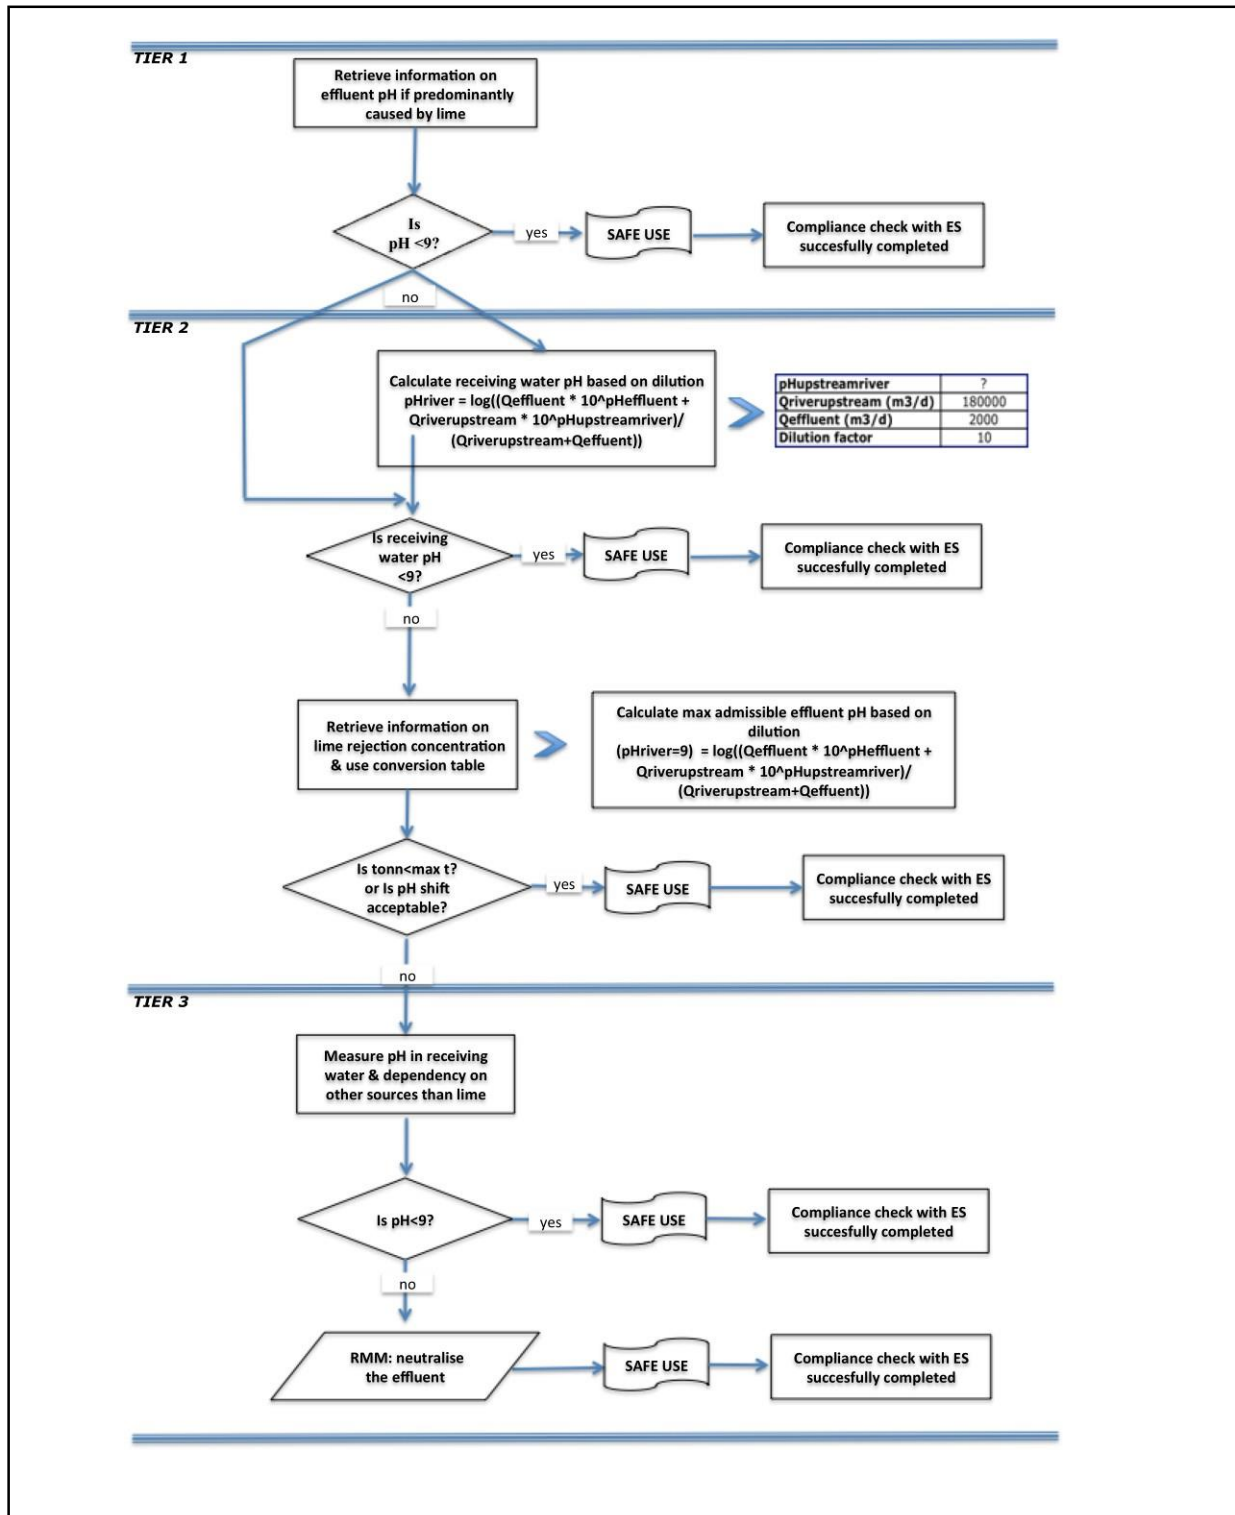 TIER 1
Retrieve information on
effluent pH if predominantly
caused by lime
Is
pH <9?
yes
SAFE USE
Compliance check with ES
succesfully completed
no
TIER 2
Calculate receiving water pH based on dilution
pHriver = log((Qeffluent * 10^pHeffluent +
Qriverupstream * 10^pHupstreamriver)/
(Qriverupstream+Qeffuent))
pHupstreamriver ?
Qriverupstream (m3/d) 180000
Qeffluent (m3/d) 2000
Dilution factor 10
Is receiving
water pH
<9?
yes
SAFE USE
Compliance check with ES
succesfully completed
no
Retrieve information on
lime rejection concentration
& use conversion table
Calculate max admissible effluent pH based on
dilution
(pHriver=9) = log((Qeffluent * 10^pHeffluent +
Qriverupstream * 10^pHupstreamriver)/
(Qriverupstream+Qeffuent))
Is tonn<max t?
or Is pH shift
acceptable?
yes
SAFE USE
Compliance check with ES
succesfully completed
no
TIER 3
Measure pH in receiving
water & dependency on
other sources than lime
Is pH<9?
yes
SAFE USE
Compliance check with ES
succesfully completed
no
RMM: neutralise
the effluent
SAFE USE
Compliance check with ES
succesfully completed